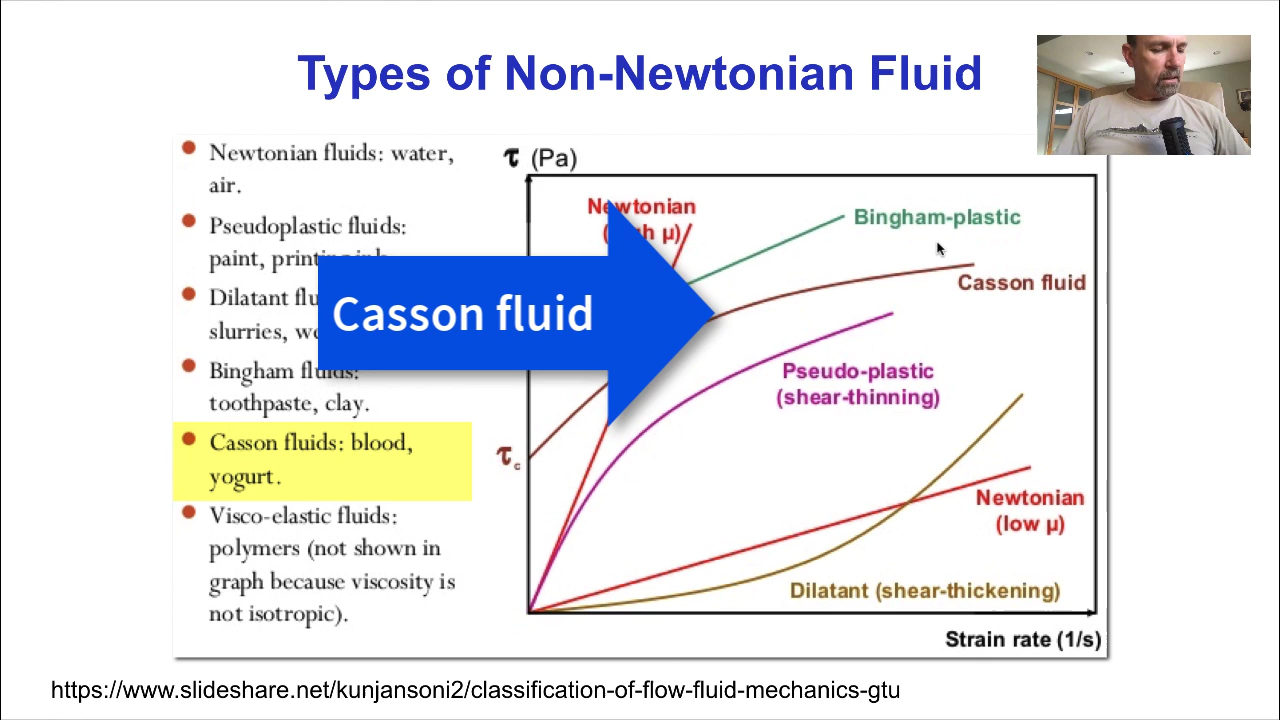 Types of Non-Newtonian Fluid
Newtonian fluids: water,
air.
Pseudoplastic fluids:
paint,
Dilatant
slurries,
Bingham fluids:
toothpaste, clay.
Casson fluids: blood,
yogurt.
Visco-elastic fluids:
polymers (not shown in
graph because viscosity is
not isotropic).
Casson fluid
τ (Pa)
Newtonian
μ)
Bingham-plastic
Casson fluid
Pseudo-plastic
(shear-thinning)
τc
Newtonian
(low μ)
Dilatant (shear-thickening)
Strain rate (1/s)
https://www.slideshare.net/kunjansoni2/classification-of-flow-fluid-mechanics-gtu